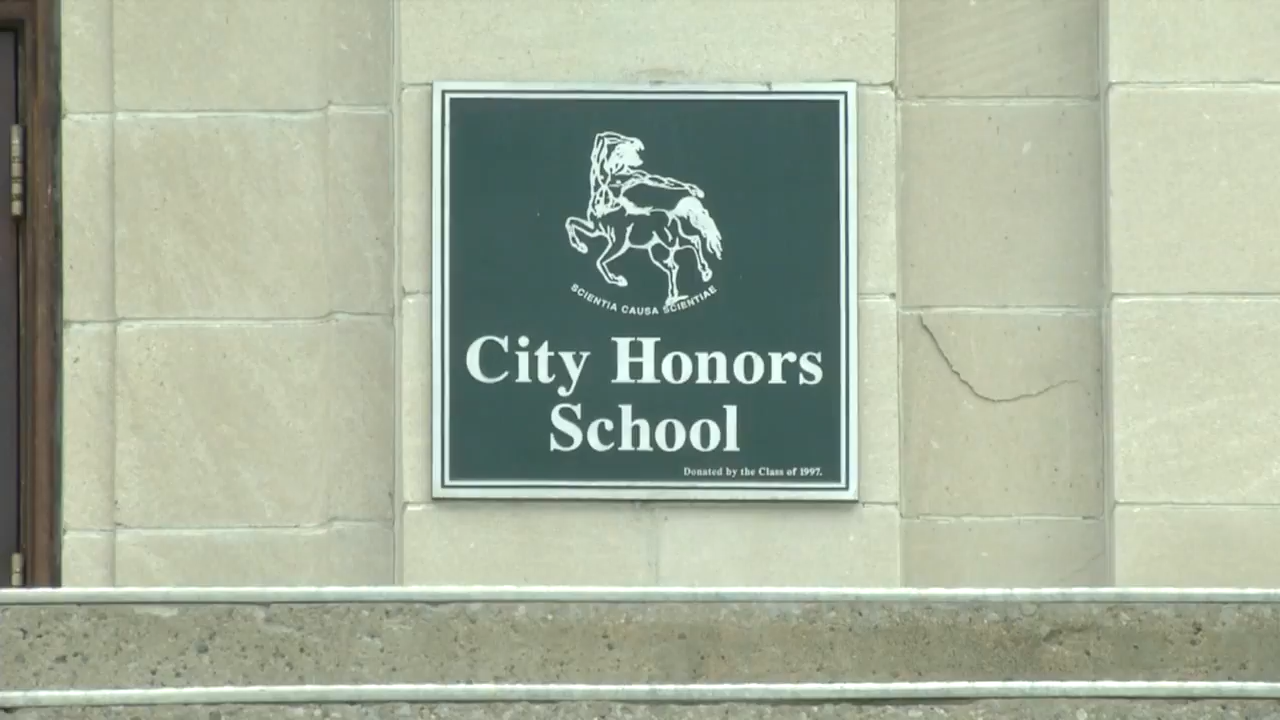 SCIENTIA CAUSA SCIENTIAE
City Honors
School
Donated by the Class of 1997.